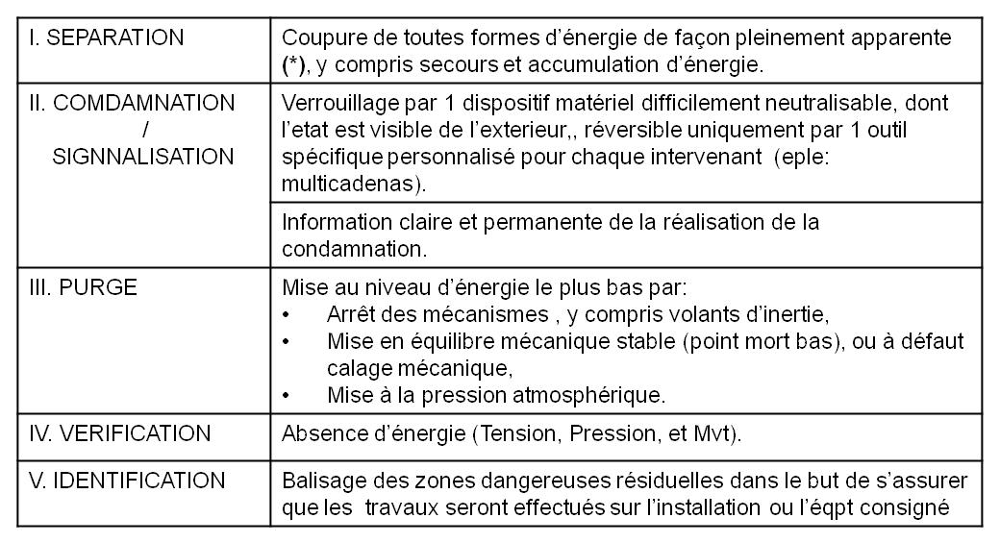 I. SEPARATION
Coupure de toutes formes d’énergie de façon pleinement apparente
(*), y compris secours et accumulation d’énergie.
II. COMDAMNATION
/
SIGNNALISATION
Verrouillage par 1 dispositif matériel difficilement neutralisable, dont
l’etat est visible de l’exterieur,, réversible uniquement par 1 outil
spécifique personnalisé pour chaque intervenant (eple:
multicadenas).
Information claire et permanente de la réalisation de la
condamnation.
III. PURGE
Mise au niveau d’énergie le plus bas par:
• Arrêt des mécanismes , y compris volants d’inertie,
• Mise en équilibre mécanique stable (point mort bas), ou à défaut
calage mécanique,
• Mise à la pression atmosphérique.
IV. VERIFICATION
Absence d’énergie (Tension, Pression, et Mvt).
V. IDENTIFICATION
Balisage des zones dangereuses résiduelles dans le but de s’assurer
que les travaux seront effectués sur l’installation ou l’éqpt consigné